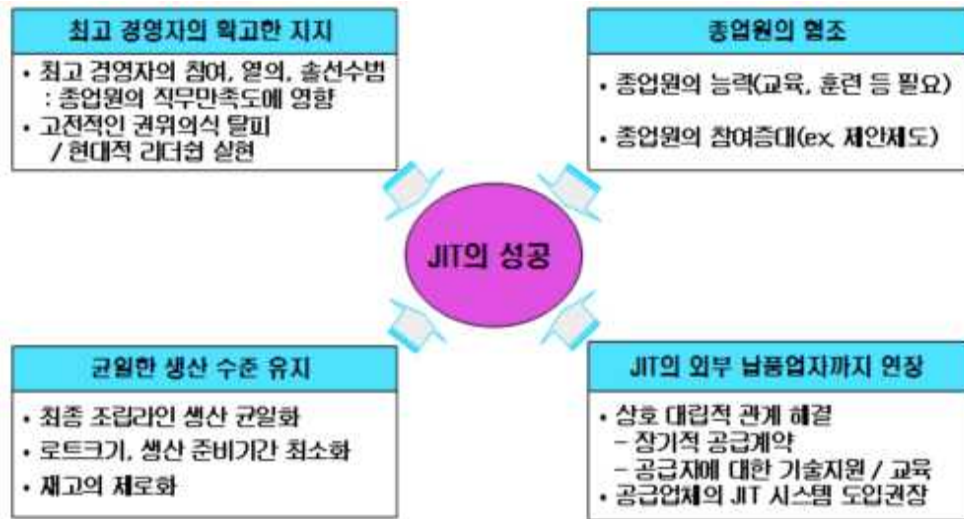 최고 경영자의 확고한 지지
• 최고 경영자의 참여, 열의, 솔선수범
: 종업원의 직무만족도에 영향
• 고전적인 권위의식 탈피
/ 현대적 리더쉽 실현
종업원의 협조
• 종업원의 능력(교육, 훈련 등 필요)
• 종업원의 참여증대(ex, 제안제도)
JIT의 성공
균일한 생산 수준 유지
• 최종 조립라인 생산 균일화
• 로트크기, 생산 준비기간 최소화
• 재고의 제로화
JIT의 외부 납품업자까지 연장
• 상호 대립적 관계 해결
- 장기적 공급계약
- 공급자에 대한 기술지원 / 교육
• 공급업체의 JIT 시스템 도입권장